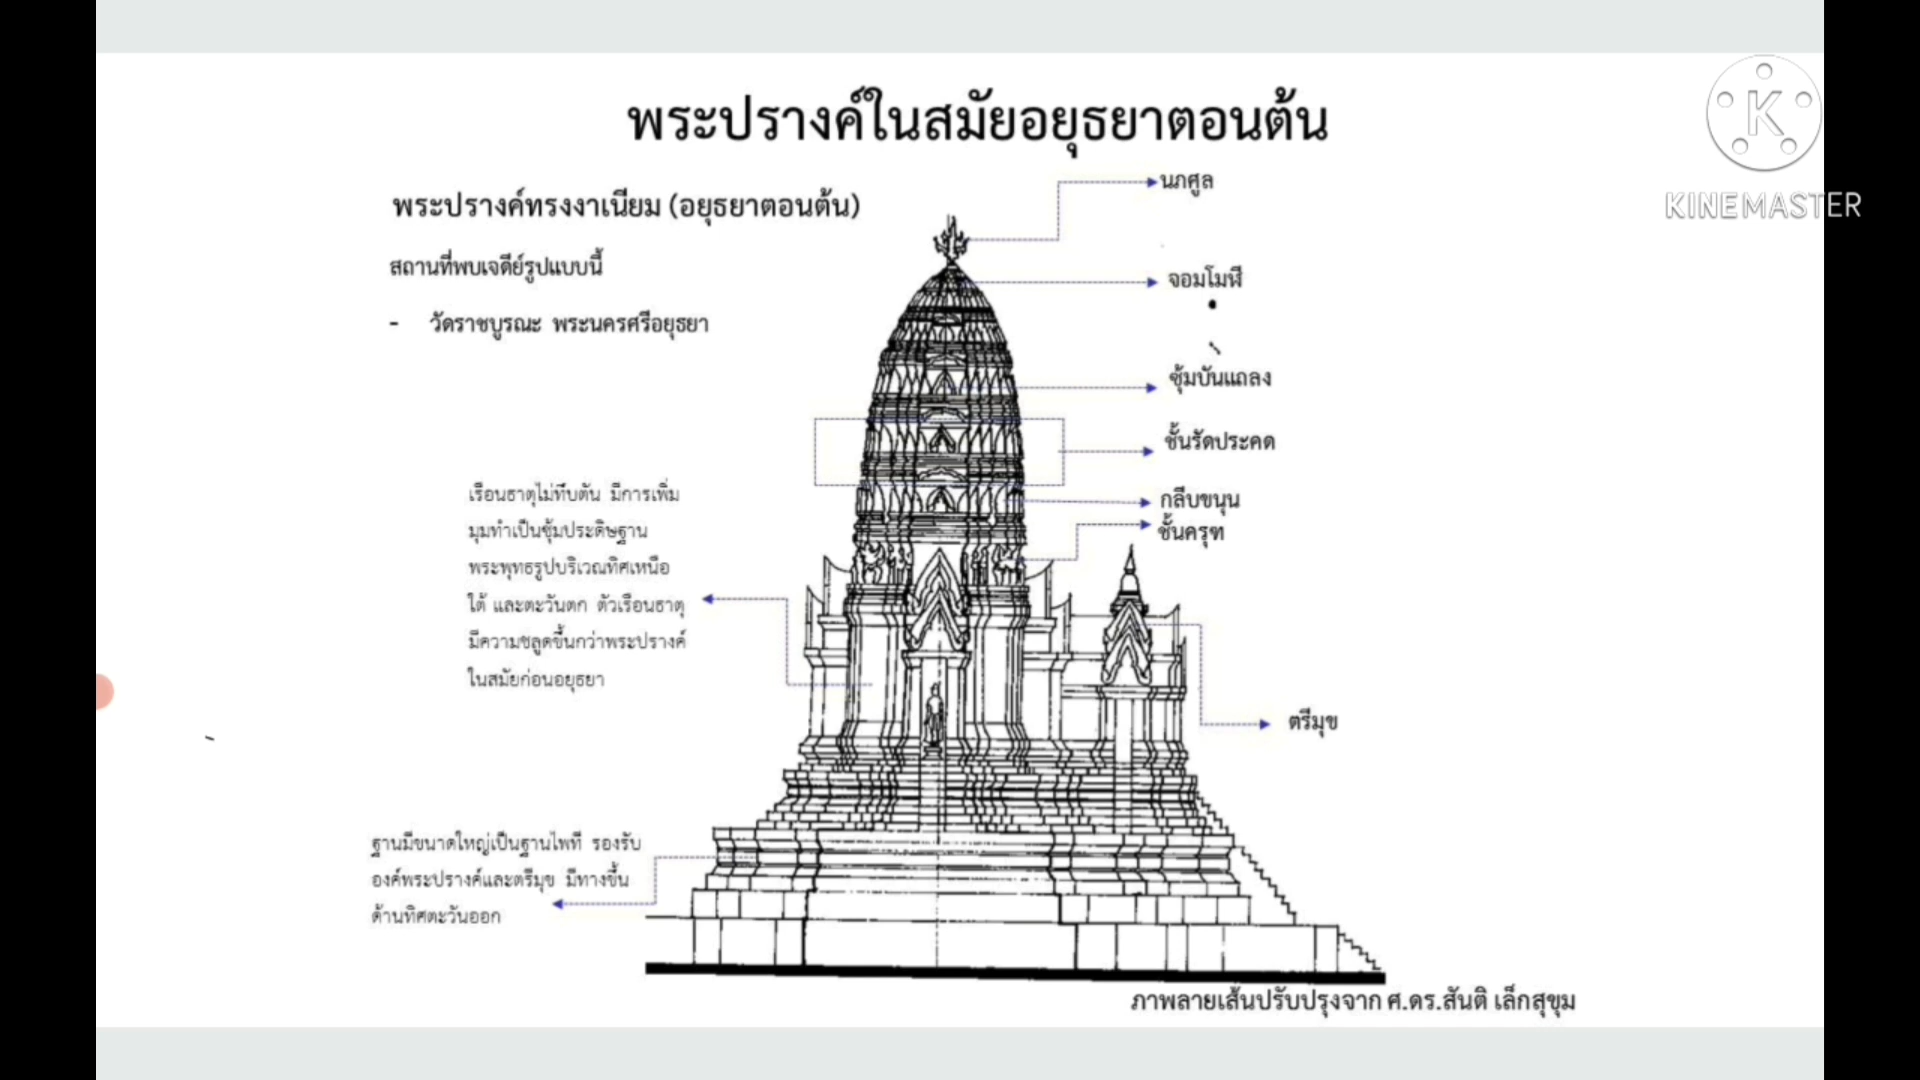 พระปรางค์ในสมัยอยุธยาตอนต้น
พระปรางค์ทรงงาเนียม (อยุธยาตอนต้น)
สถานที่พบเจดีย์รูปแบบนี้
- วัดราชบูรณะ พระนครศรีอยุธยา
นภศูล
จอมโมฬี
ซุ้มบันแถลง
ชั้นรัดประคด
กลีบขนุน
ชั้นครุฑ
ตรีมุข
เรือนธาตุไม่ทึบตัน มีการเพิ่ม
มุมทำเป็นซุ้มประดิษฐาน
พระพุทธรูปบริเวณทิศเหนือ
ใต้ และตะวันตก ตัวเรือนธาตุ
มีความชลูดขึ้นกว่าพระปรางค์
ในสมัยก่อนอยุธยา
ฐานมีขนาดใหญ่เป็นฐานไพที รองรับ
องค์พระปรางค์และตรีมุข มีทางขึ้น
ด้านทิศตะวันออก
ภาพลายเส้นปรับปรุงจาก ศ.ดร.สันติ เล็กสุขุม
K
KINEMASTER